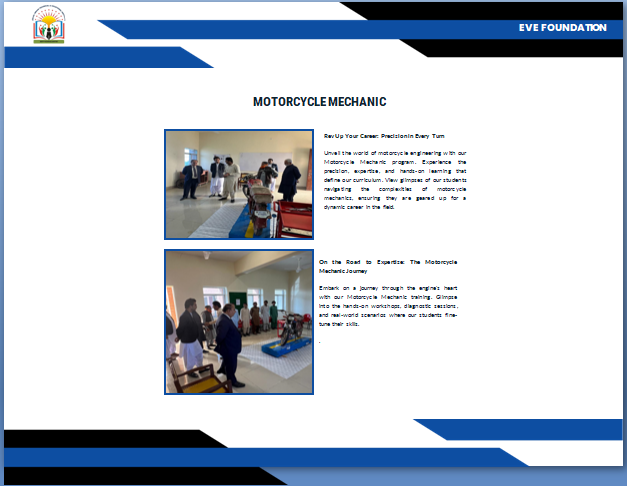 EVE FOUNDATION
MOTORCYCLE MECHANIC
Rev Up Your Career: Precision in Every Turn
Unveil the world of motorcycle engineering with our
Motorcycle Mechanic program. Experience the
precision, expertise, and hands-on learning that
define our curriculum. View glimpses of our students
navigating the complexities of motorcycle
mechanics, ensuring they are geared up for a
dynamic career in the field.
On the Road to Expertise: The Motorcycle
Mechanic Journey
Embark on a journey through the engine's heart
with our Motorcycle Mechanic training. Glimpse
into the hands-on workshops, diagnostic sessions,
and real-world scenarios where our students fine-
tune their skills.
.